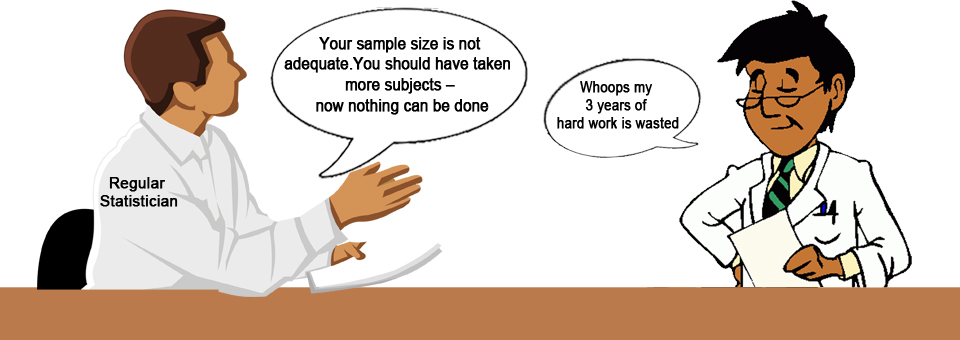 Your sample size is not
adequate.You should have taken
more subjects –
now nothing can be done
Whoops my
3 years of
hard work is wasted
Regular
Statistician